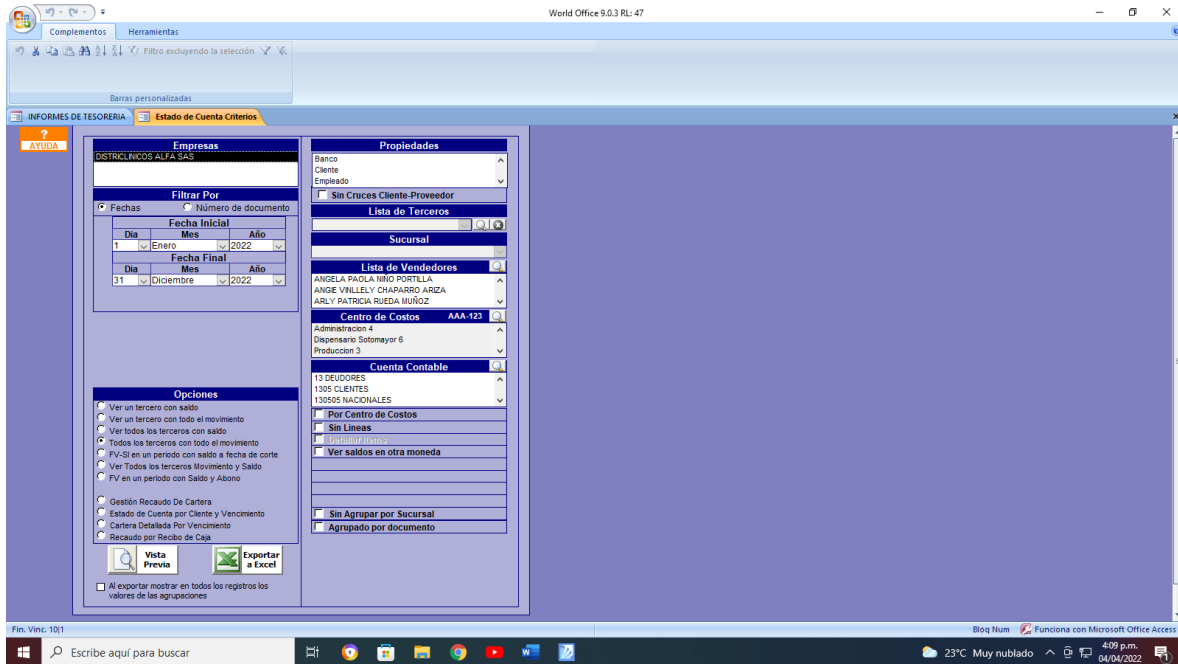 World Office 9.0.3 RL: 47
Complementos Herramientas
Filtro excluyendo la selección
Barras personalizadas
INFORMES DE TESORERIA Estado de Cuenta Criterios
?
AYUDA
Empresas
DISTRICLINICOS ALFA SAS
Filtrar Por
Fechas Número de documento
Fecha Inicial
Dia Mes Año
1 Enero 2022
Fecha Final
Dia Mes Año
31 Diciembre 2022
Opciones
Ver un tercero con saldo
Ver un tercero con todo el movimiento
Ver todos los terceros con saldo
Todos los terceros con todo el movimiento
FV-SI en un periodo con saldo a fecha de corte
Ver Todos los terceros Movimiento y Saldo
FV en un periodo con Saldo y Abono
Gestión Recaudo De Cartera
Estado de Cuenta por Cliente y Vencimiento
Cartera Detallada Por Vencimiento
Recaudo por Recibo de Caja
Vista
Previa
Exportar
a Excel
Al exportar mostrar en todos los registros los
valores de las agrupaciones
Propiedades
Banco
Cliente
Empleado
Sin Cruces Cliente-Proveedor
Lista de Terceros
Sucursal
Lista de Vendedores
ANGELA PAOLA NIÑO PORTILLA
ANGIE VINLLELY CHAPARRO ARIZA
ARLY PATRICIA RUEDA MUÑOZ
Centro de Costos AAA-123
Administracion 4
Dispensario Sotomayor 6
Produccion 3
Cuenta Contable
13 DEUDORES
1305 CLIENTES
130505 NACIONALES
Por Centro de Costos
Sin Lineas
Detallar Items
Ver saldos en otra moneda
Sin Agrupar por Sucursal
Agrupado por documento
Fin. Vinc. 10|1
Bloq Num Funciona con Microsoft Office Access
Escribe aquí para buscar
23°C Muy nublado
4:09 p.m.
04/04/2022